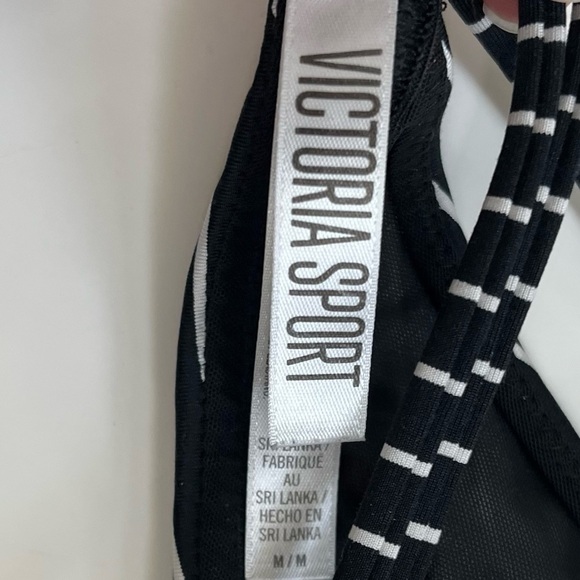 VICTORIA SPORT
SRI LANKA /
FABRIQUÉ
AU
SRI LANKA /
HECHO EN
SRI LANKA
M / M